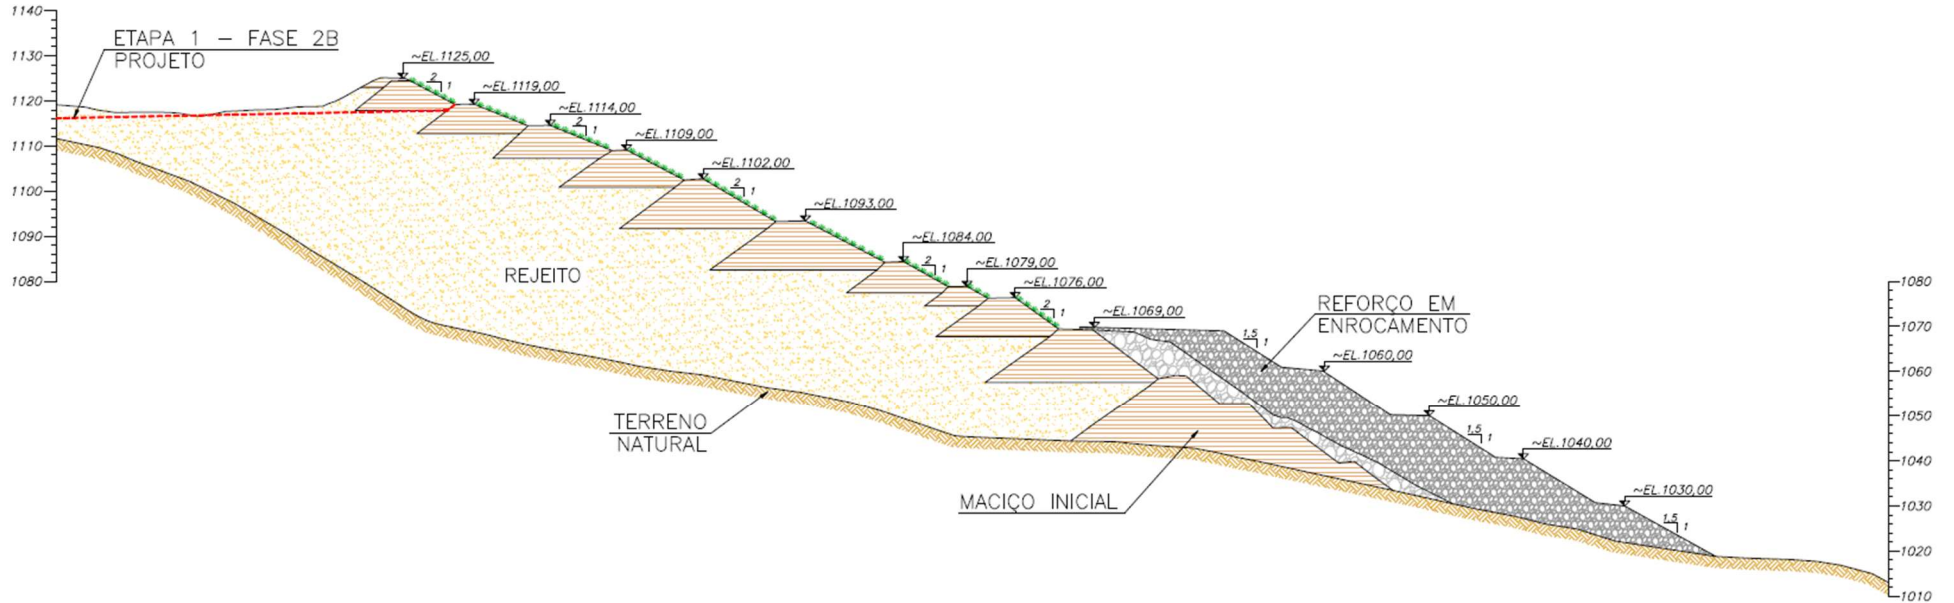 1140
1130
1120
1110
1100
1090
1080
ETAPA 1 – FASE 2B
PROJETO
~EL.1125,00
2
1
~EL.1119,00
~EL.1114,00
2
1
~EL.1109,00
~EL.1102,00
2
1
~EL.1093,00
~EL.1084,00
2
1
~EL.1079,00
~EL.1076,00
2
1
~EL.1069,00
REJEITO
TERRENO
NATURAL
MACIÇO INICIAL
REFORÇO EM
ENROCAMENTO
1.5
1
~EL.1060,00
~EL.1050,00
1.5
1
~EL.1040,00
~EL.1030,00
1.5
1
1080
1070
1060
1050
1040
1030
1020
1010